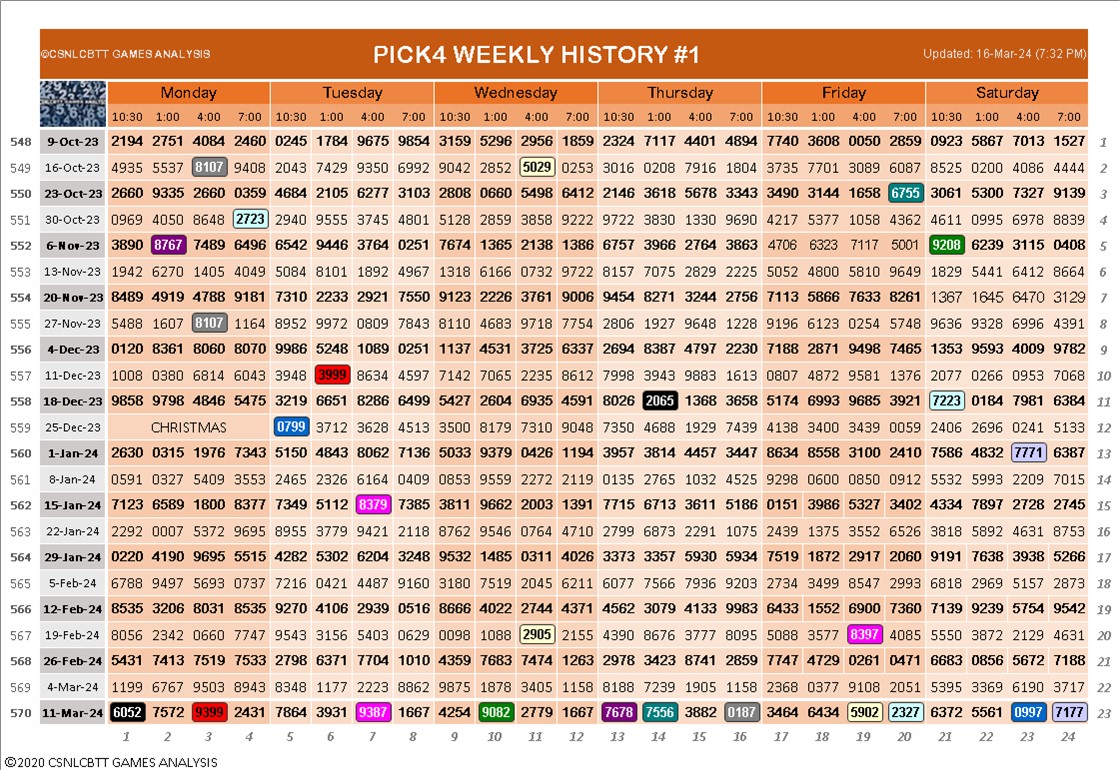 ©CSNLCBTT GAMES ANALYSIS PICK4 WEEKLY HISTORY #1 Updated: 16-Mar-24 (7:32 PM)
Monday Tuesday Wednesday Thursday Friday Saturday
10:30 1:00 4:00 7:00 10:30 1:00 4:00 7:00 10:30 1:00 4:00 7:00 10:30 1:00 4:00 7:00 10:30 1:00 4:00 7:00 10:30 1:00 4:00 7:00
548 9-Oct-23 2194 2751 4084 2460 0245 1784 9675 9854 3159 5296 2956 1859 2324 7117 4401 4894 7740 3608 0050 2859 0923 5867 7013 1527 1
549 16-Oct-23 4935 5537 8107 9408 2043 7429 9350 6992 9042 2852 5029 0253 3016 0208 7916 1804 3735 7701 3089 6087 8525 0200 4086 4444 2
550 23-Oct-23 2660 9335 2660 0359 4684 2105 6277 3103 2808 0660 5498 6412 2146 3618 5678 3343 3490 3144 1658 6755 3061 5300 7327 9139 3
551 30-Oct-23 0969 4050 8648 2723 2940 9555 3745 4801 5128 2859 3858 9222 9722 3830 1330 9690 4217 5377 1058 4362 4611 0995 6978 8839 4
552 6-Nov-23 3890 8767 7489 6496 6542 9446 3764 0251 7674 1365 2138 1386 6757 3966 2764 3863 4706 6323 7117 5001 9208 6239 3115 0408 5
553 13-Nov-23 1942 6270 1405 4049 5084 8101 1892 4967 1318 6166 0732 9722 8157 7075 2829 2225 5052 4800 5810 9649 1829 5441 6412 8664 6
554 20-Nov-23 8489 4919 4788 9181 7310 2233 2921 7550 9123 2226 3761 9006 9454 8271 3244 2756 7113 5866 7633 8261 1367 1645 6470 3129 7
555 27-Nov-23 5488 1607 8107 1164 8952 9972 0809 7843 8110 4683 9718 7754 2806 1927 9648 1228 9196 6123 0254 5748 9636 9328 6996 4391 8
556 4-Dec-23 0120 8361 8060 8070 9986 5248 1089 0251 1137 4531 3725 6337 2694 8387 4797 2230 7188 2871 9498 7465 1353 9593 4009 9782 9
557 11-Dec-23 1008 0380 6814 6043 3948 3999 8634 4597 7142 7065 2235 8612 7998 3943 9883 1613 0807 4872 9581 1376 2077 0266 0353 7068 10
558 18-Dec-23 9858 9798 4846 5475 3219 6651 8286 6499 5427 2604 6935 4591 8026 2065 1368 3658 5174 6993 9685 3921 7223 0184 7981 6384 11
559 25-Dec-23 CHRISTMAS 0799 3712 3628 4513 3500 8179 7310 9048 7350 4688 1929 7439 4138 3400 3439 0059 2406 2696 0241 5133 12
560 1-Jan-24 2630 0315 1976 7343 5150 4843 8062 7136 5033 9379 0426 1194 3957 3814 4457 3447 8634 8558 3100 2410 7586 4832 7771 6387 13
561 8-Jan-24 0591 0327 5409 3553 2465 2326 6164 0409 0853 9559 2272 2119 0135 2765 1032 4525 9298 0600 0850 0912 5532 5993 2209 7015 14
562 15-Jan-24 7123 6589 1800 8377 7349 5112 8379 7385 3811 9662 2003 1391 7715 6713 3611 5186 0151 3986 5327 3402 4334 7897 2728 2745 15
563 22-Jan-24 2292 0007 5372 9695 8955 3779 9421 2118 8762 9546 0764 4710 2799 6873 2291 1075 2439 1375 3552 6526 3818 5892 4631 8753 16
564 29-Jan-24 0220 4190 9695 5515 4282 5302 6204 3248 9532 1485 0311 4026 3373 3357 5930 5934 7519 1872 2917 2060 9191 7638 3938 5266 17
565 5-Feb-24 6788 9497 5693 0737 7216 0421 4487 9160 3180 7519 2045 6211 6077 7566 7936 9203 2734 3499 8547 2993 6818 2969 5157 2873 18
566 12-Feb-24 8535 3206 8031 8535 9270 4106 2939 0516 8666 4022 2744 4371 4562 3079 4133 9983 6433 1552 6900 7360 7139 9239 5754 9542 19
567 19-Feb-24 8056 2342 0660 7747 9543 3156 5403 0629 0098 1088 2905 2155 4390 8676 3777 8095 5088 3577 8397 4085 5550 3872 2129 4631 20
568 26-Feb-24 5431 7413 7519 7533 2798 6371 7704 1010 4359 7683 7474 1263 2978 3423 8741 2859 7747 4729 0261 0471 6683 0856 5672 7188 21
569 4-Mar-24 1199 6767 9503 8943 8348 1177 2223 8862 9875 1878 3405 1158 8188 7239 1905 1158 2368 0377 9108 2051 5395 3369 6190 3717 22
570 11-Mar-24 6052 7572 9399 2431 7864 3931 9387 1667 4254 9082 2779 1667 7678 7556 3882 0187 3464 6434 5902 2327 6372 5561 0997 7177 23
1 2 3 4 5 6 7 8 9 10 11 12 13 14 15 16 17 18 19 20 21 22 23 24
©2020 CSNLCBTT GAMES ANALYSIS